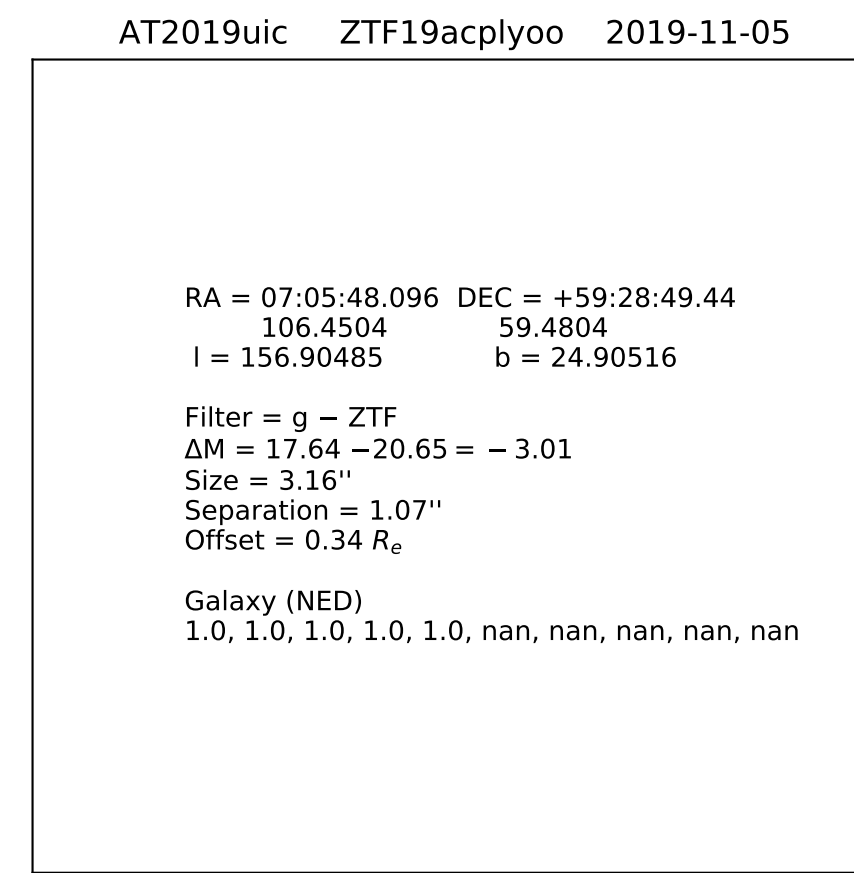 AT2019uic ZTF19acplyoo 2019-11-05
RA = 07:05:48.096 DEC = +59:28:49.44
106.4504 59.4804
l = 156.90485 b = 24.90516
Filter = g − ZTF
ΔM = 17.64 −20.65 = − 3.01
Size = 3.16''
Separation = 1.07''
Offset = 0.34 Re
Galaxy (NED)
1.0, 1.0, 1.0, 1.0, 1.0, nan, nan, nan, nan, nan